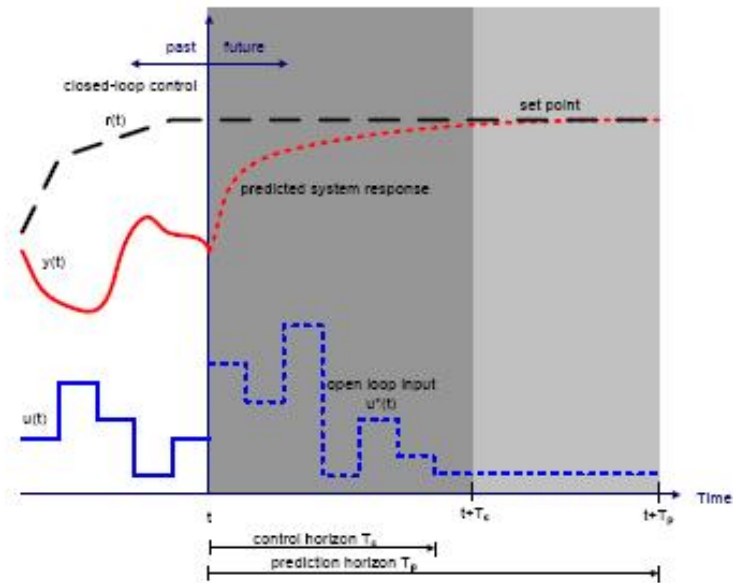 past future
closed-loop control
r(t)
set point
predicted system response
y(t)
open loop input
u*(t)
u(t)
Time
t
t+Tc
t+Tp
control horizon Tc
prediction horizon Tp